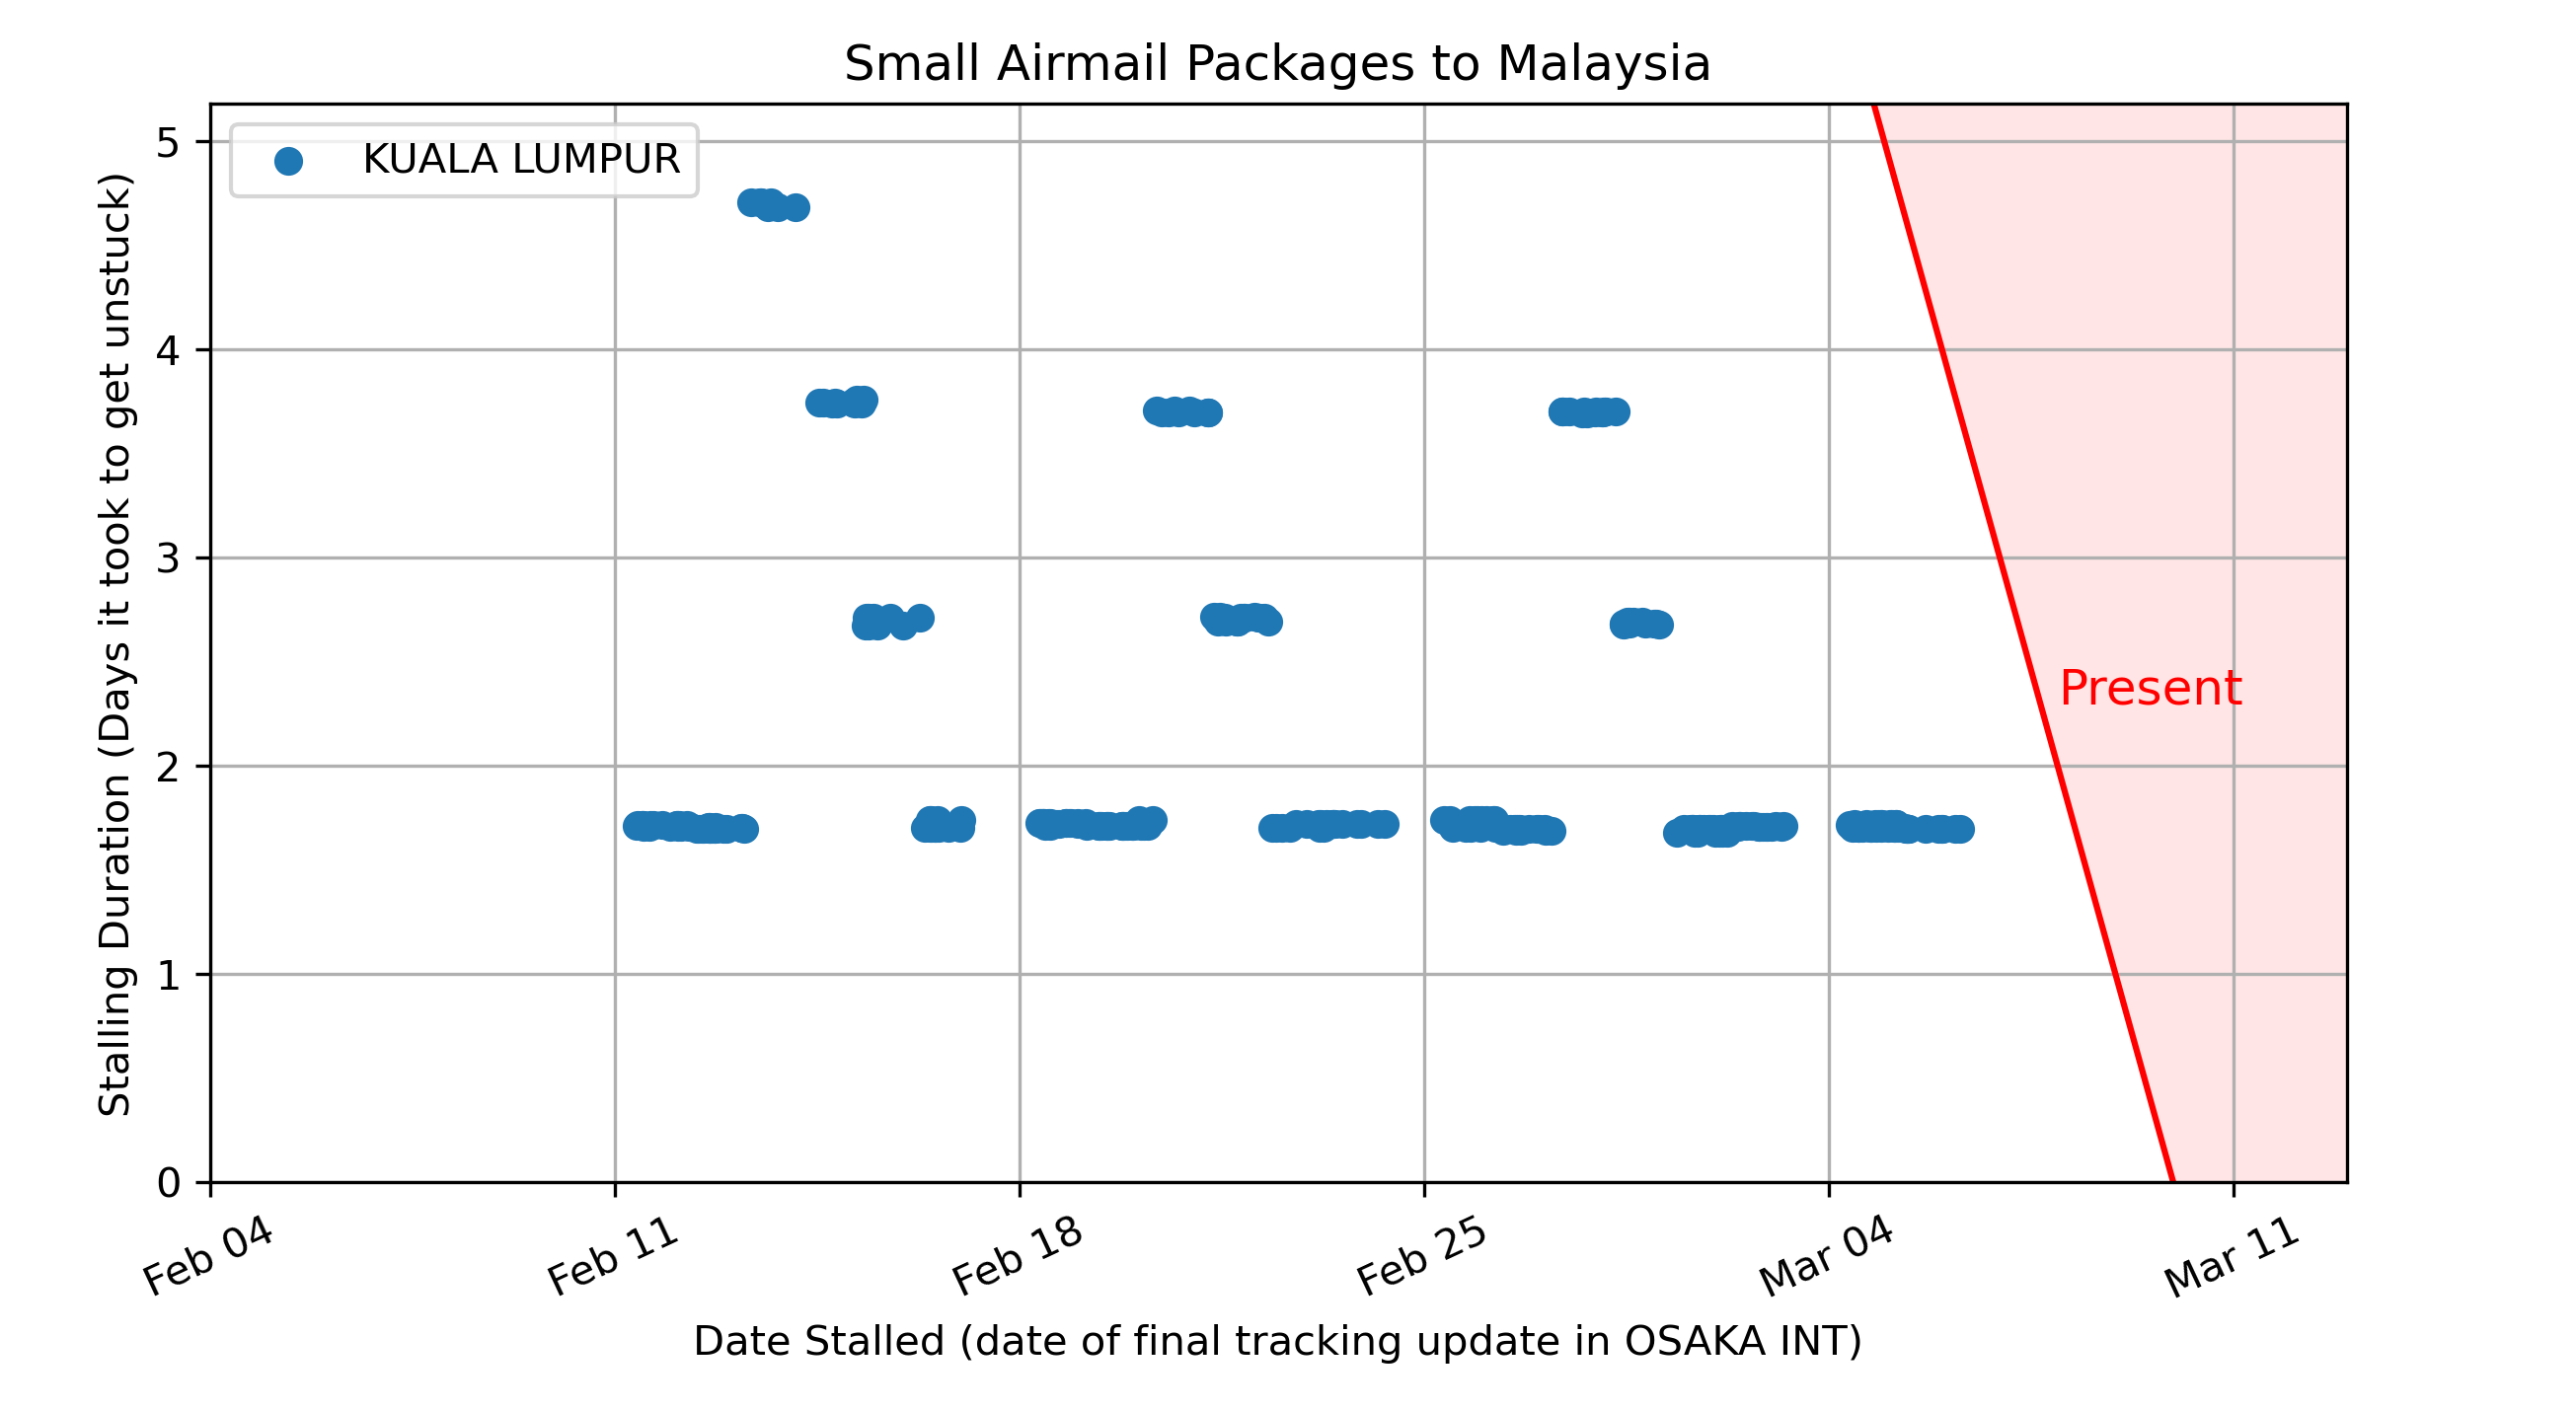 Small Airmail Packages to Malaysia
KUALA LUMPUR
Stalling Duration (Days it took to get unstuck)
5
4
3
2
1
0
Present
Feb 04
Feb 11
Feb 18
Feb 25
Mar 04
Mar 11
Date Stalled (date of final tracking update in OSAKA INT)